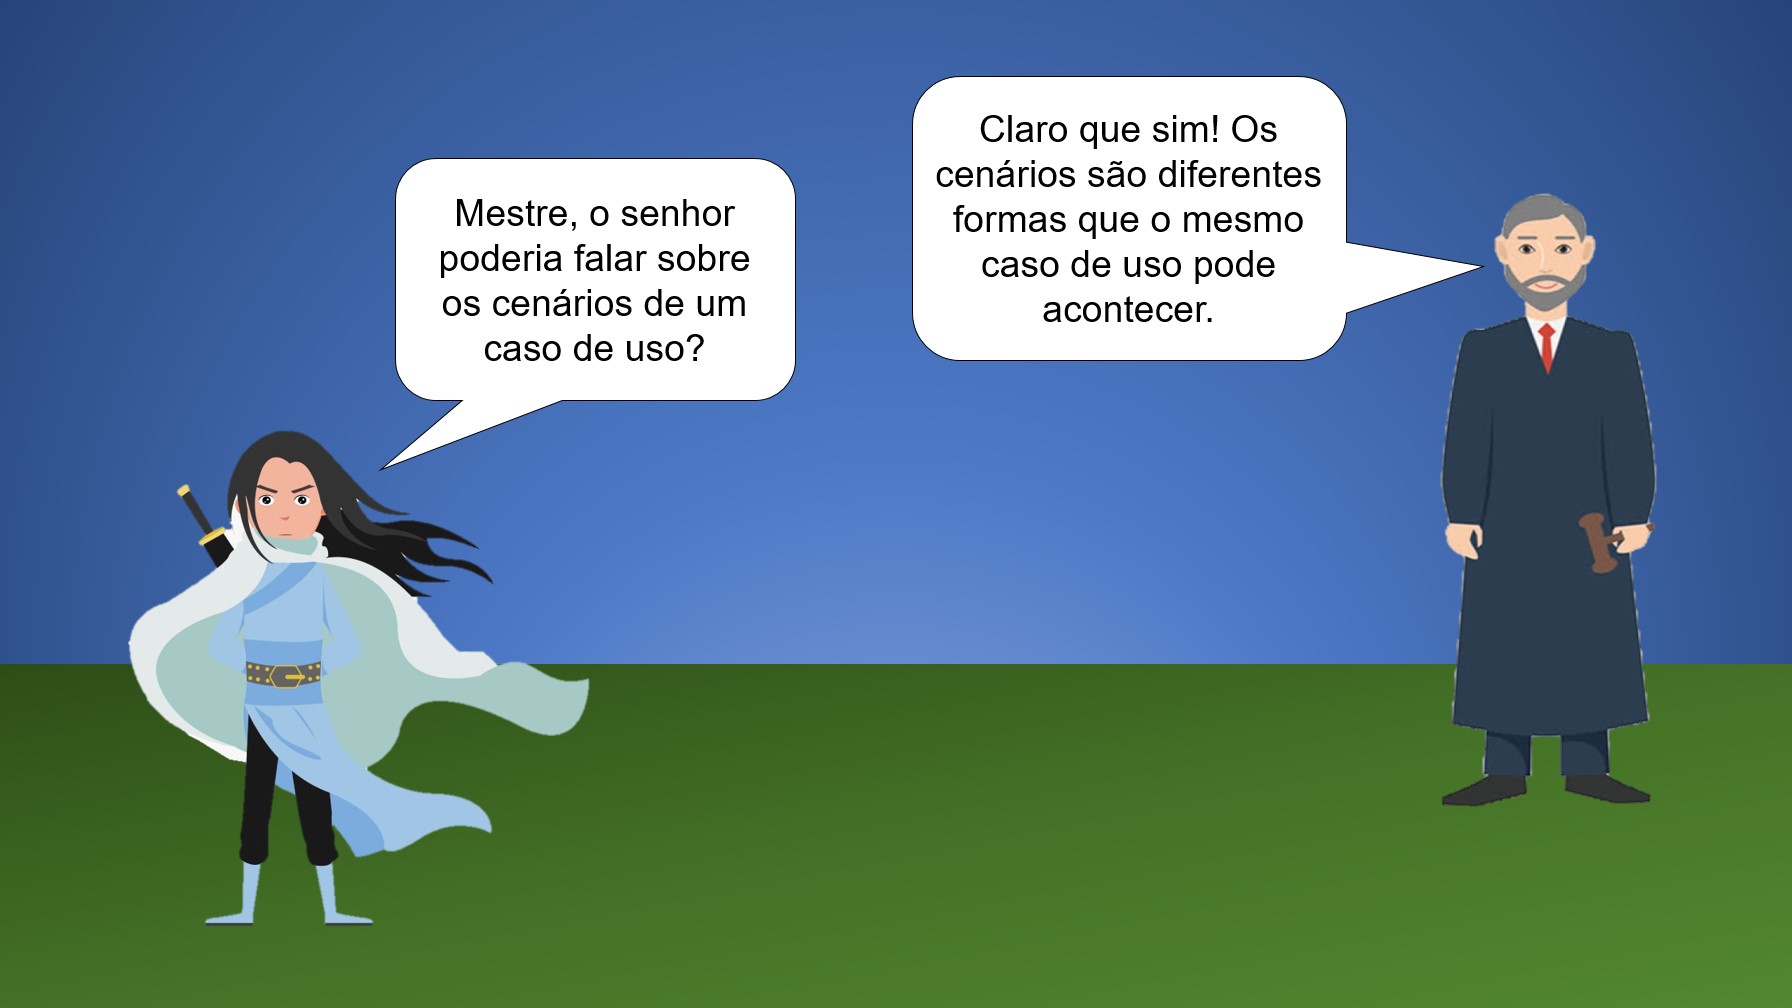 Mestre, o senhor
poderia falar sobre
os cenários de um
caso de uso?
Claro que sim! Os
cenários são diferentes
formas que o mesmo
caso de uso pode
acontecer.